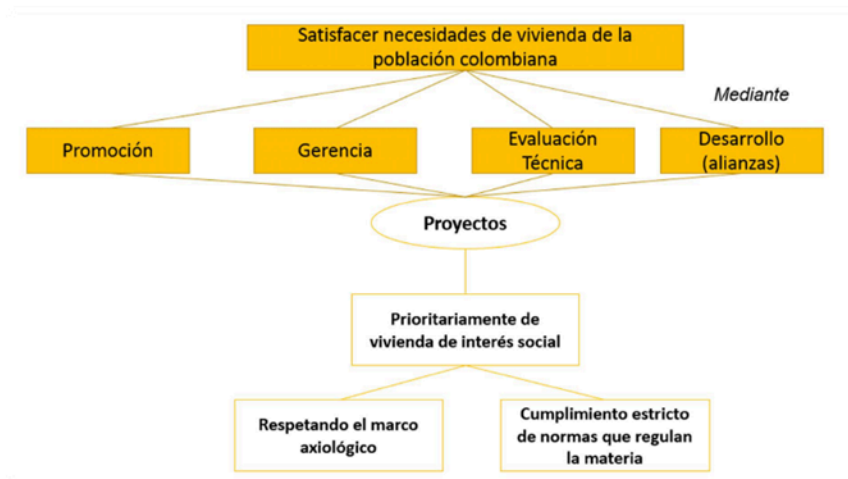 Satisfacer necesidades de vivienda de la
población colombiana
Mediante
Promoción
Gerencia
Evaluación
Técnica
Desarrollo
(alianzas)
Proyectos
Prioritariamente de
vivienda de interés social
Respetando el marco
axiológico
Cumplimiento estricto
de normas que regulan
la materia